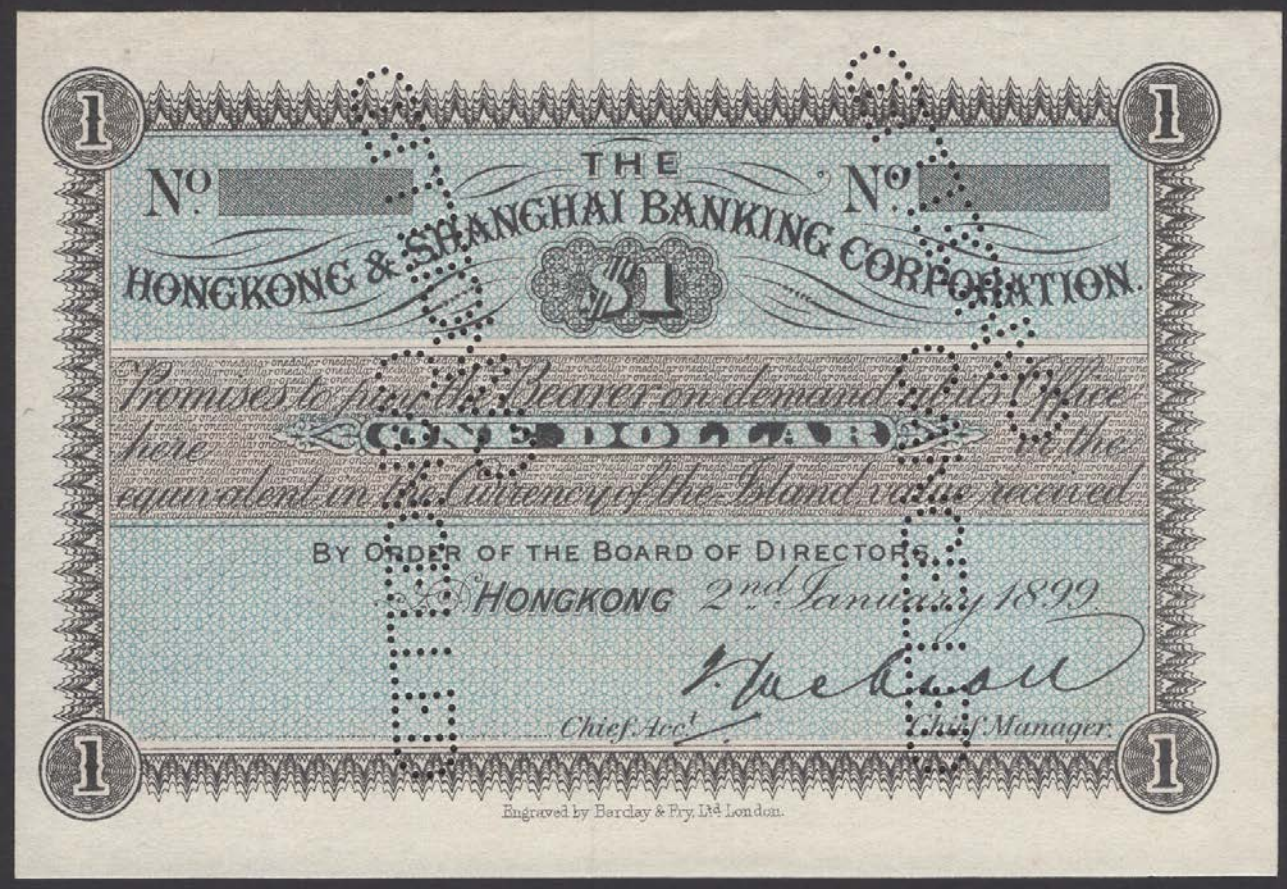 1 1
THE
No. No.
HONGKONG & SHANGHAI BANKING CORPORATION.
$1
Promises to pay the Bearer on demand at its Office
here ONE DOLLAR or the
equivalent in the Currency of the Island value received
BY ORDER OF THE BOARD OF DIRECTORS.
HONGKONG 2nd January 1899
Chief Acct. Chief Manager.
1 1
Engraved by Barclay & Fry, Ltd London.